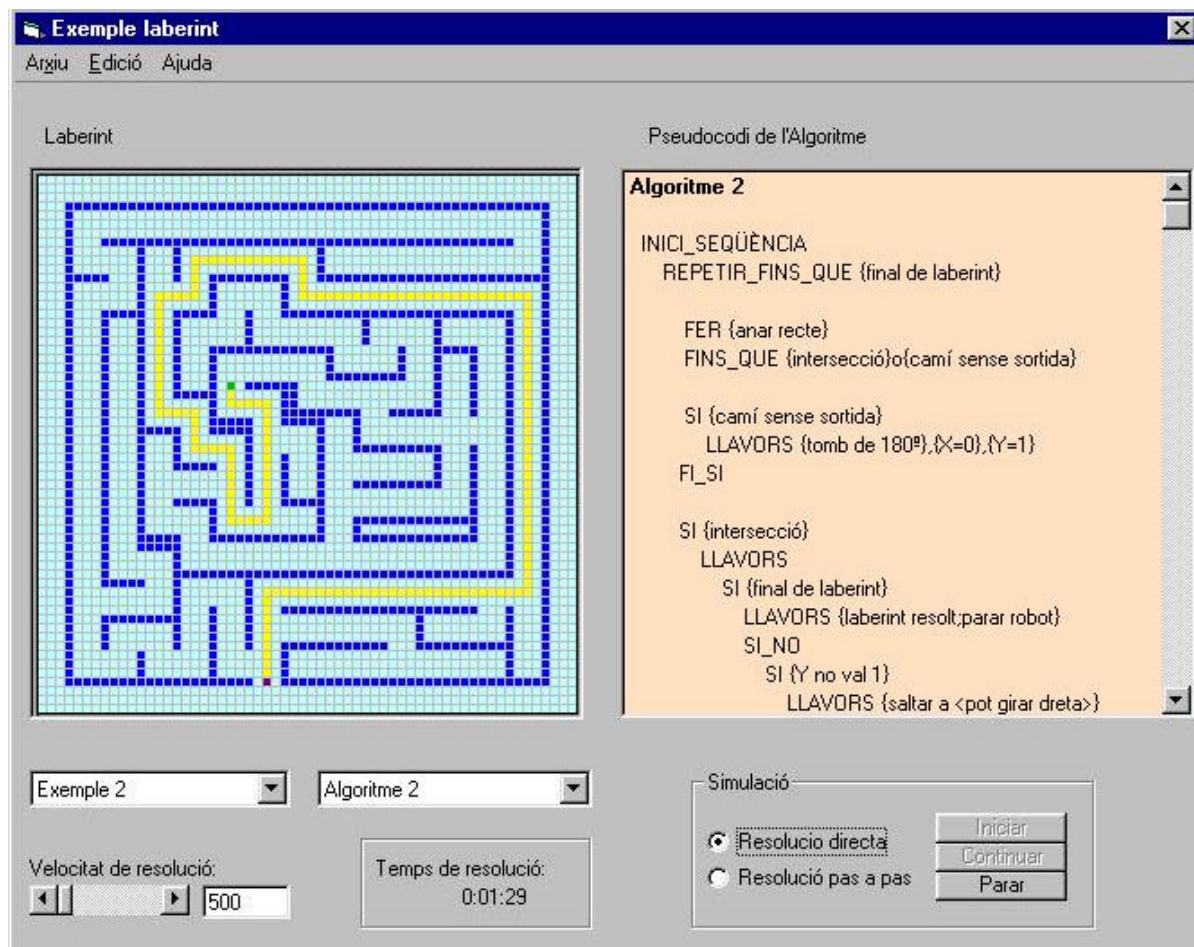 Exemple laberint
Arxiu Edició Ajuda
Laberint
Pseudocodi de l'Algoritme
Algoritme 2
INICI_SEQÜÈNCIA
REPETIR_FINS_QUE {final de laberint}
FER {anar recte}
FINS_QUE {intersecció}o{camí sense sortida}
SI {camí sense sortida}
LLAVORS {tomb de 180º},{X=0},{Y=1}
FI_SI
SI {intersecció}
LLAVORS
SI {final de laberint}
LLAVORS {laberint resolt;parar robot}
SI_NO
SI {Y no val 1}
LLAVORS {saltar a <pot girar dreta>}
Exemple 2
Algoritme 2
Velocitat de resolució:
500
Temps de resolució:
0:01:29
Simulació
Resolucio directa
Resolució pas a pas
Iniciar
Continuar
Parar